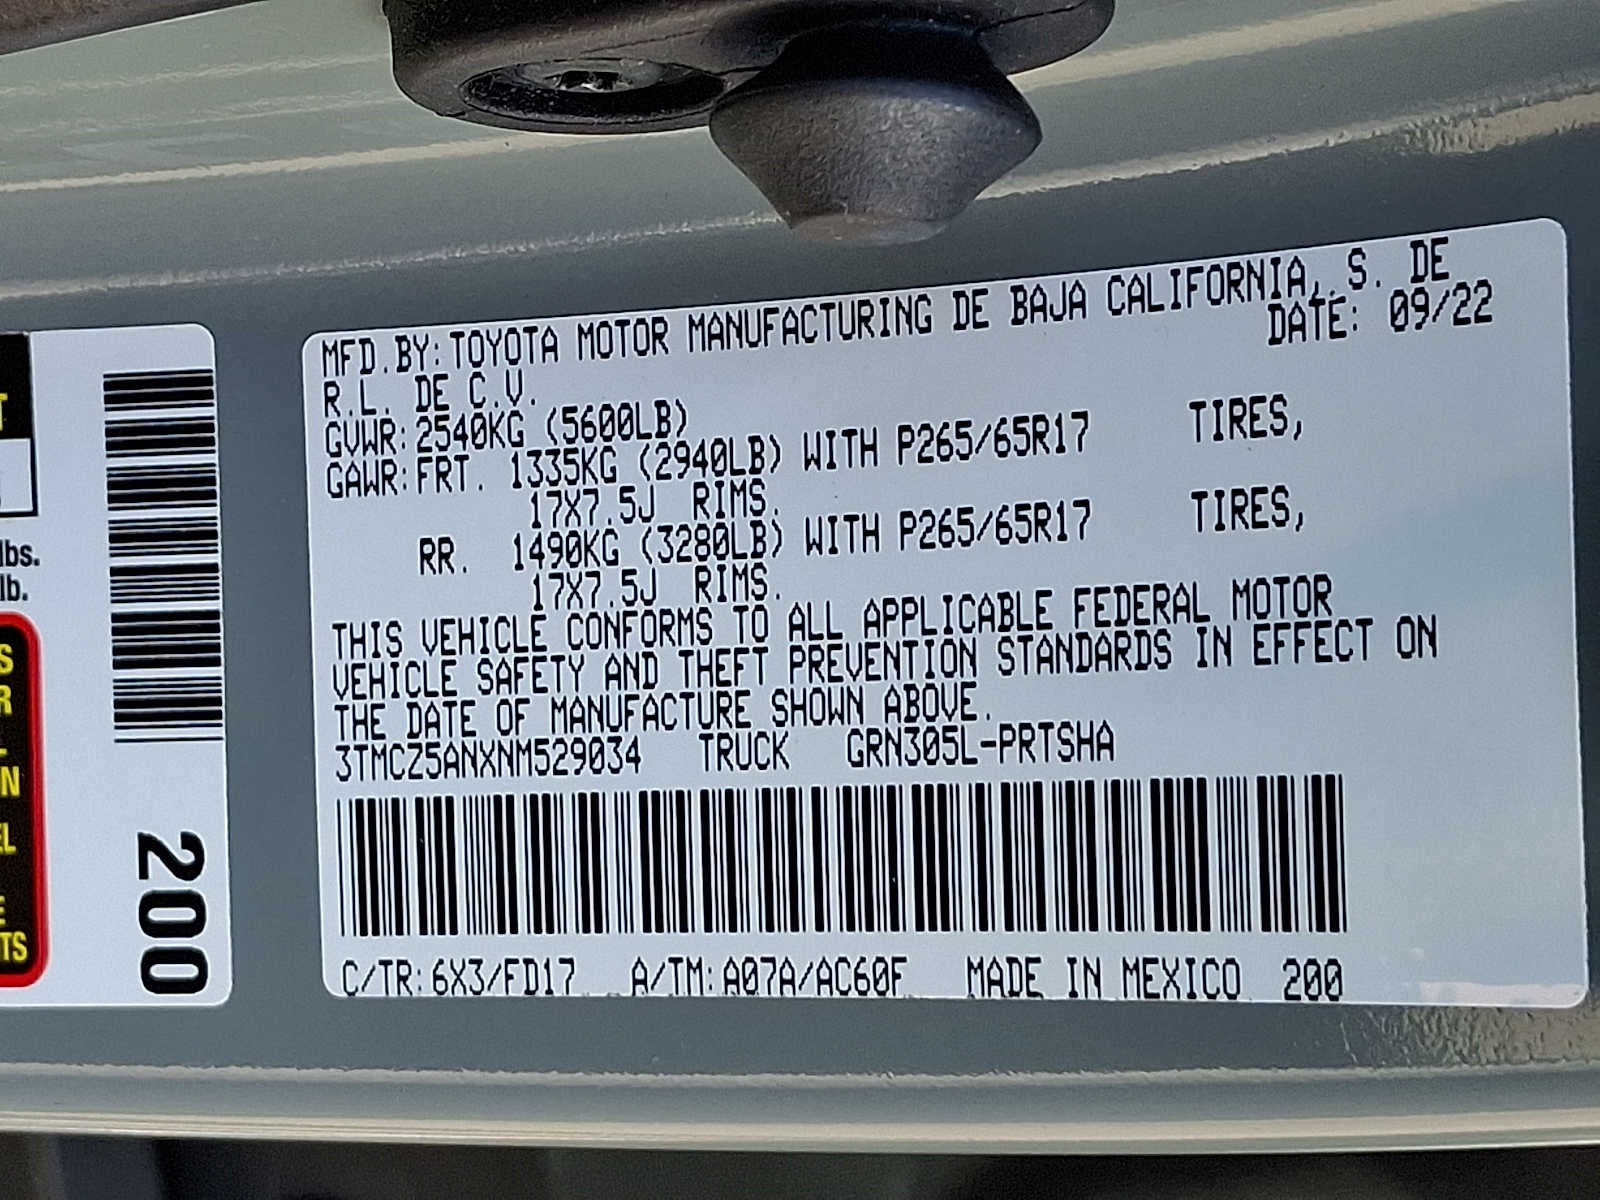 MFD.BY:TOYOTA MOTOR MANUFACTURING DE BAJA CALIFORNIA, S. DE
R.L. DE C.V. DATE: 09/22
GVWR:2540KG (5600LB)
GAWR:FRT. 1335KG (2940LB) WITH P265/65R17 TIRES,
17X7.5J RIMS.
RR. 1490KG (3280LB) WITH P265/65R17 TIRES,
17X7.5J RIMS.
THIS VEHICLE CONFORMS TO ALL APPLICABLE FEDERAL MOTOR
VEHICLE SAFETY AND THEFT PREVENTION STANDARDS IN EFFECT ON
THE DATE OF MANUFACTURE SHOWN ABOVE.
3TMCZ5ANXNM529034 TRUCK GRN305L-PRTSHA
C/TR:6X3/FD17 A/TM:A07A/AC60F MADE IN MEXICO 200
200
lbs.
lb.